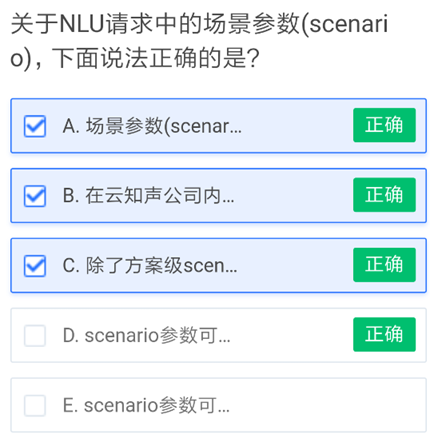 关于NLU请求中的场景参数(scenari
o)，下面说法正确的是？
A. 场景参数(scenar...
正确
B. 在云知声公司内...
正确
C. 除了方案级scen...
正确
D. scenario参数可...
正确
E. scenario参数可...